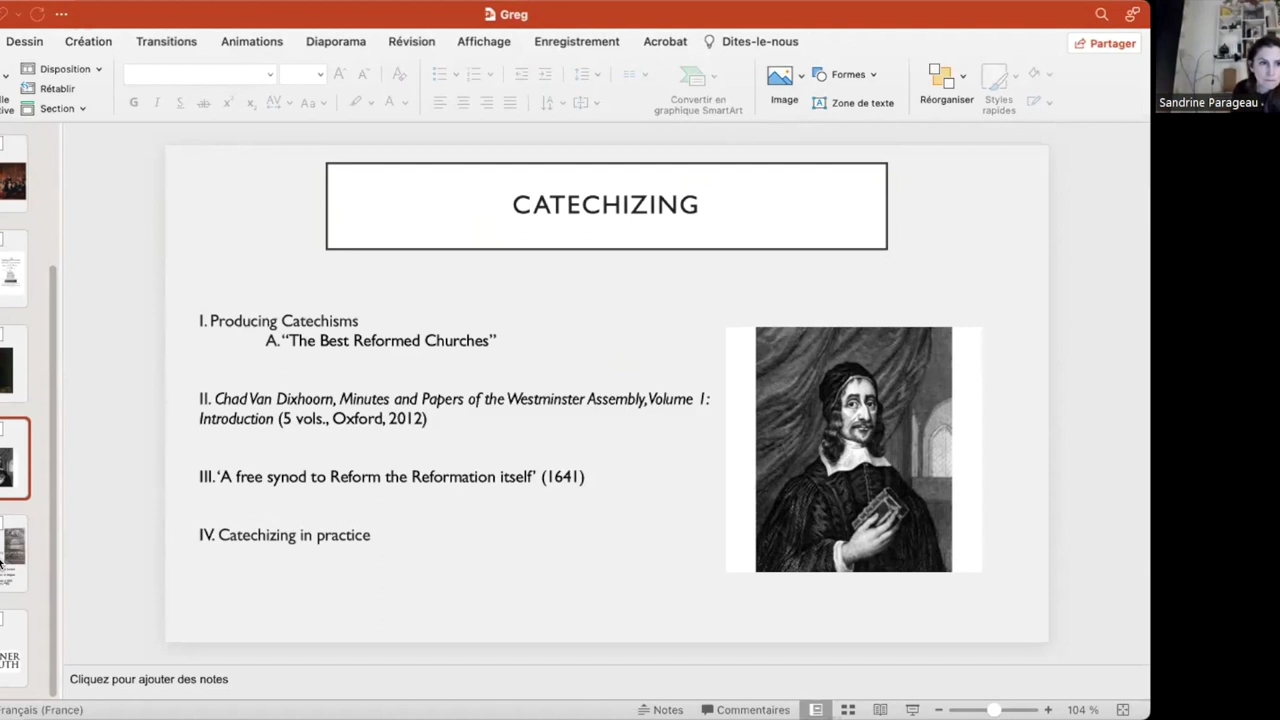 Greg
Dessin Création Transitions Animations Diaporama Révision Affichage Enregistrement Acrobat Dites-le-nous
Partager
Disposition
Rétablir
Section
Convertir en
graphique SmartArt
Image
Formes
Zone de texte
Réorganiser
Styles
rapides
Sandrine Parageau
CATECHIZING
I. Producing Catechisms
A. “The Best Reformed Churches”
II. Chad Van Dixhoorn, Minutes and Papers of the Westminster Assembly, Volume 1:
Introduction (5 vols., Oxford, 2012)
III. ‘A free synod to Reform the Reformation itself’ (1641)
IV. Catechizing in practice
Cliquez pour ajouter des notes
Notes Commentaires 104 %